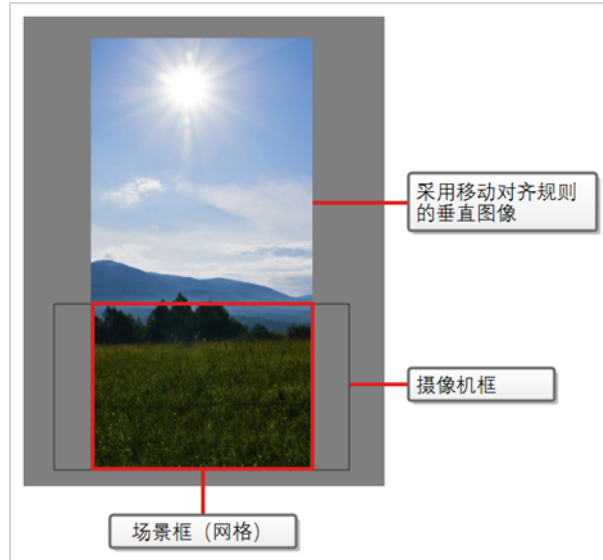 采用移动对齐规则
的垂直图像
摄像机框
场景框（网格）